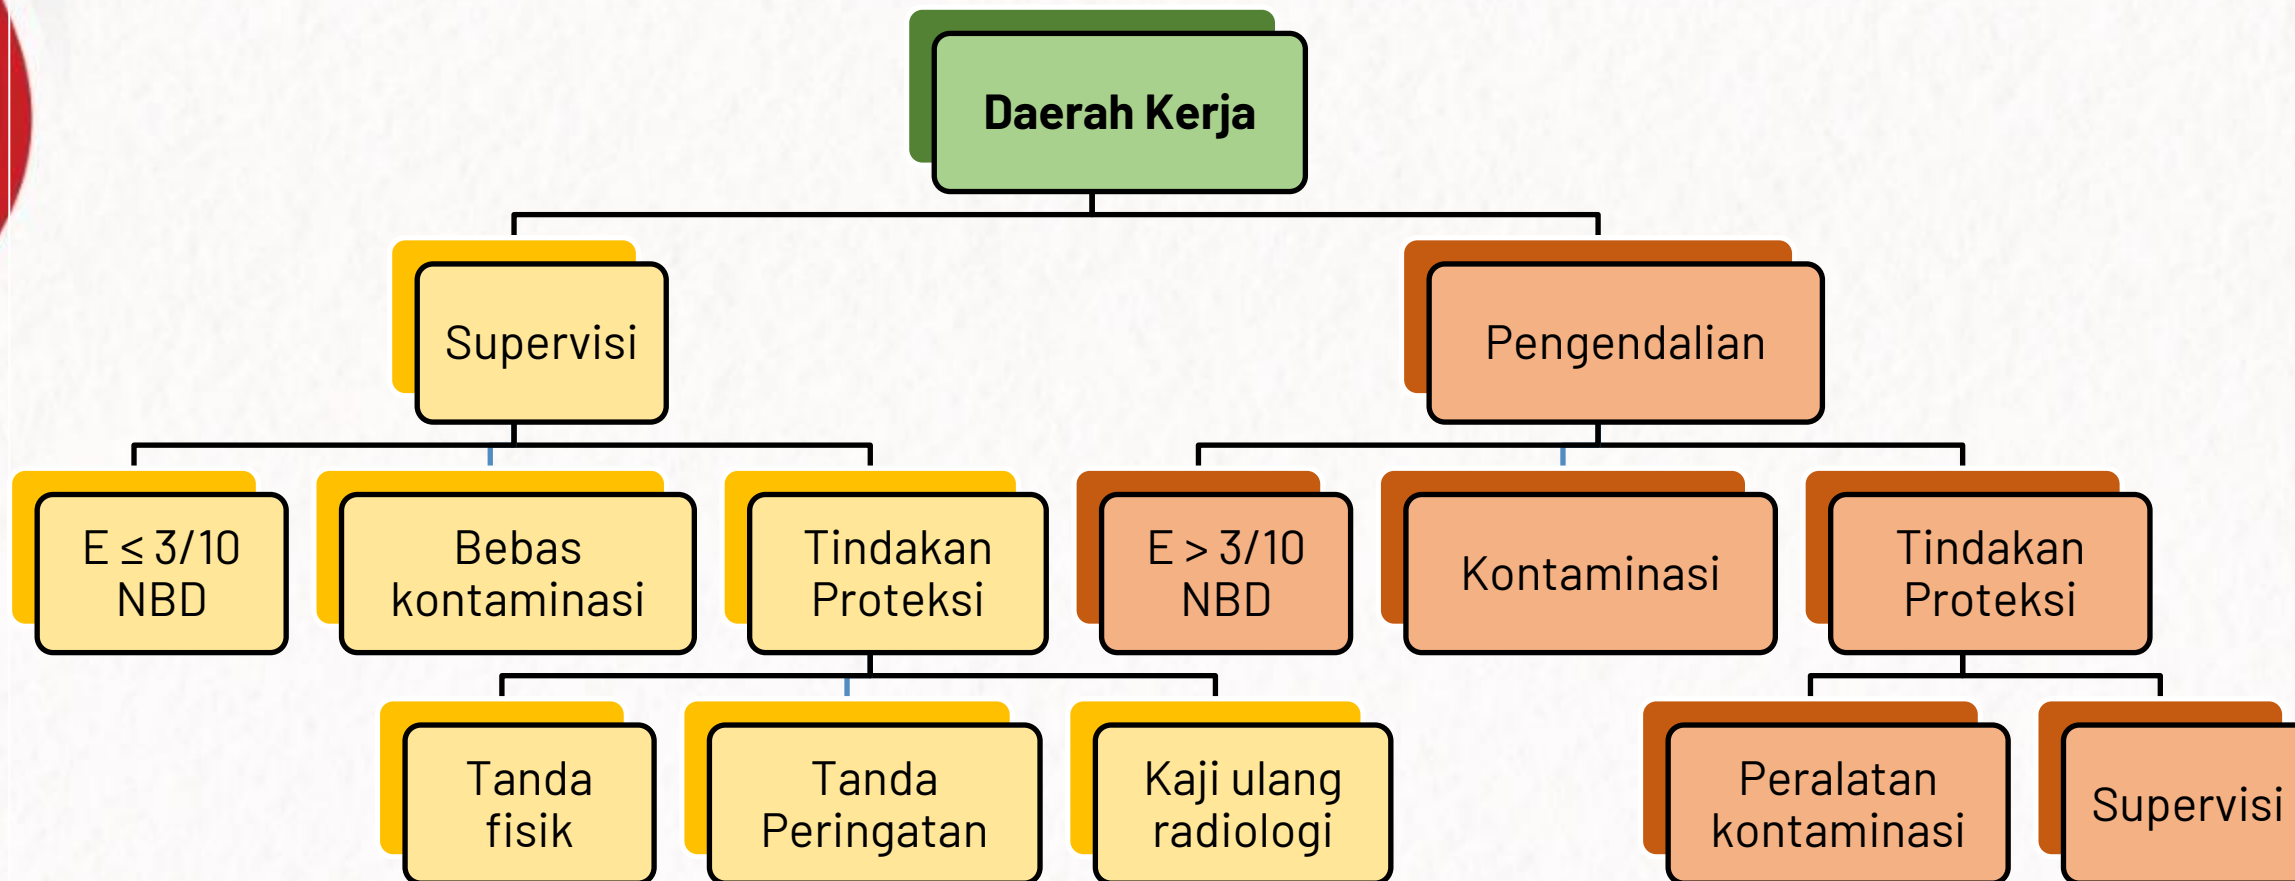 Daerah Kerja
Supervisi
Pengendalian
E ≤ 3/10
NBD
Bebas
kontaminasi
Tindakan
Proteksi
E > 3/10
NBD
Kontaminasi
Tindakan
Proteksi
Tanda
fisik
Tanda
Peringatan
Kaji ulang
radiologi
Peralatan
kontaminasi
Supervisi